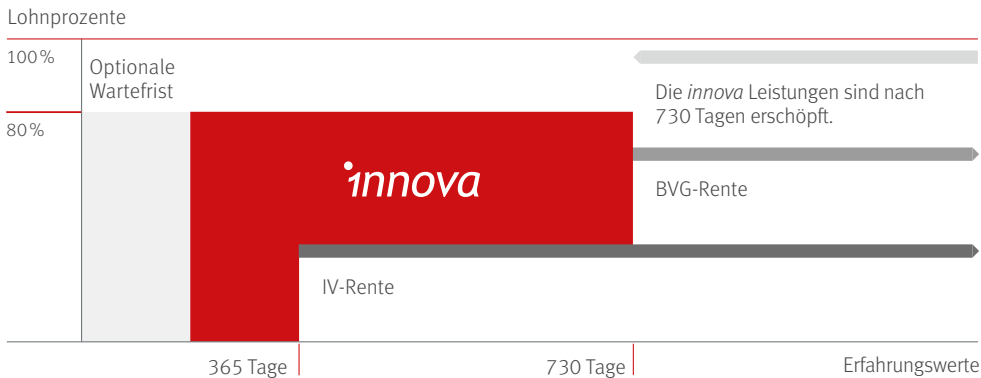 Lohnprozente
100%
Optionale
Wartefrist
Die innova Leistungen sind nach
730 Tagen erschöpft.
80%
innova
BVG-Rente
IV-Rente
365 Tage
730 Tage
Erfahrungswerte